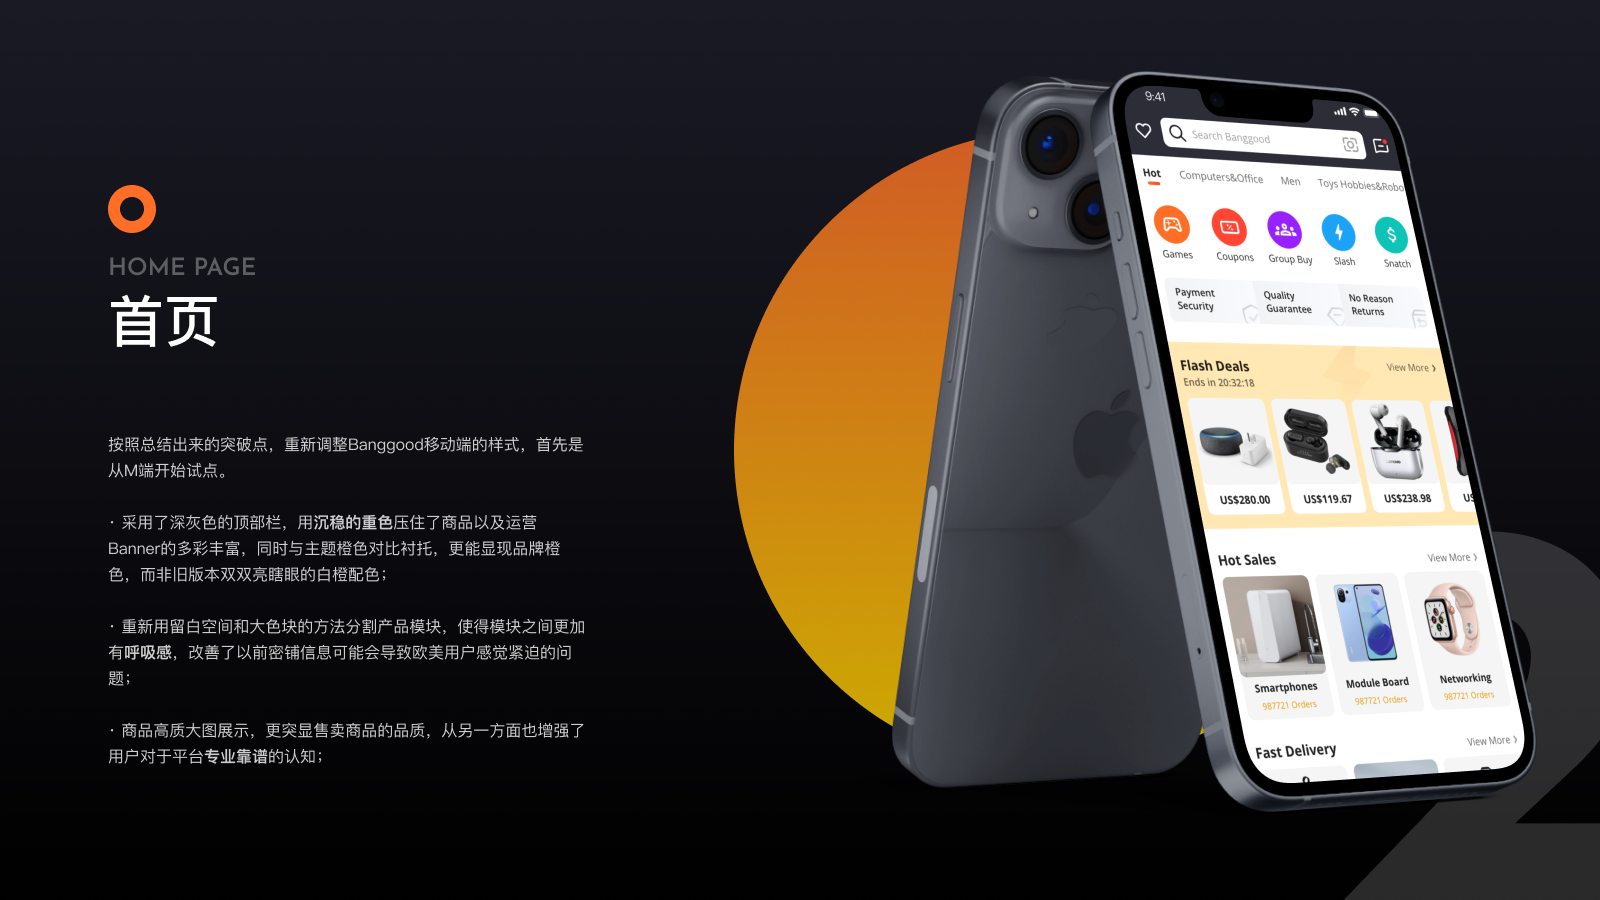 HOME PAGE
首页
按照总结出来的突破点，重新调整Banggood移动端的样式，首先是
从M端开始试点。
· 采用了深灰色的顶部栏，用沉稳的重色压住了商品以及运营
Banner的多彩丰富，同时与主题橙色对比衬托，更能显现品牌橙
色，而非旧版本双双亮瞎眼的白橙配色；
· 重新用留白空间和大色块的方法分割产品模块，使得模块之间更加
有呼吸感，改善了以前密铺信息可能会导致欧美用户感觉紧迫的问
题；
· 商品高质大图展示，更突显售卖商品的品质，从另一方面也增强了
用户对于平台专业靠谱的认知；
9:41
Search Banggood
Hot Computers&Office Men Toys Hobbies&Robo
Games Coupons Group Buy Slash Snatch
Payment Security
Quality Guarantee
No Reason Returns
Flash Deals View More
Ends in 20:32:18
US$280.00 US$119.67 US$238.98 US
Hot Sales View More
Smartphones Module Board Networking
987721 Orders 987721 Orders 987721 Orders
Fast Delivery View More
2